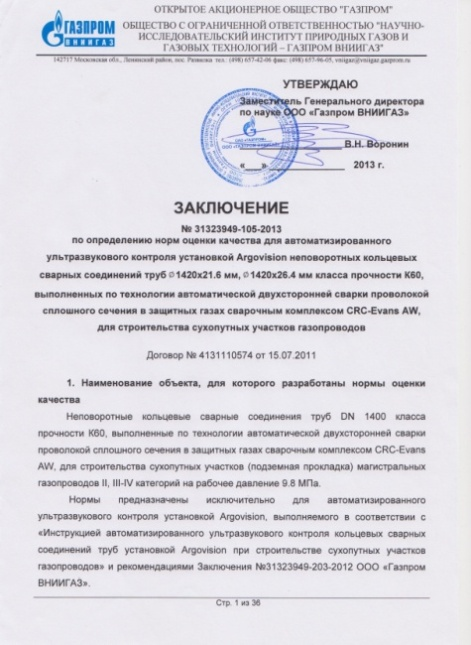 ОТКРЫТОЕ АКЦИОНЕРНОЕ ОБЩЕСТВО "ГАЗПРОМ"
ГАЗПРОМ
ВНИИГАЗ
ОБЩЕСТВО С ОГРАНИЧЕННОЙ ОТВЕТСТВЕННОСТЬЮ "НАУЧНО-
ИССЛЕДОВАТЕЛЬСКИЙ ИНСТИТУТ ПРИРОДНЫХ ГАЗОВ И
ГАЗОВЫХ ТЕХНОЛОГИЙ – ГАЗПРОМ ВНИИГАЗ"
142717 Московская обл., Ленинский район, пос. Развилка тел.: (498) 657-42-06 факс: (498) 657-96-05, vniigaz@vniigaz.gazprom.ru
УТВЕРЖДАЮ
Заместитель Генерального директора
по науке ООО «Газпром ВНИИГАЗ»
В.Н. Воронин
«___» 2013 г.
ЗАКЛЮЧЕНИЕ
№ 31323949-105-2013
по определению норм оценки качества для автоматизированного
ультразвукового контроля установкой Argovision неповоротных кольцевых
сварных соединений труб ∅1420х21.6 мм, ∅1420х26.4 мм класса прочности К60,
выполненных по технологии автоматической двухсторонней сварки проволокой
сплошного сечения в защитных газах сварочным комплексом CRC-Evans AW,
для строительства сухопутных участков газопроводов
Договор № 4131110574 от 15.07.2011
1. Наименование объекта, для которого разработаны нормы оценки
качества
Неповоротные кольцевые сварные соединения труб DN 1400 класса
прочности К60, выполненные по технологии автоматической двухсторонней сварки
проволокой сплошного сечения в защитных газах сварочным комплексом CRC-Evans
AW, для строительства сухопутных участков (подземная прокладка) магистральных
газопроводов II, III-IV категорий на рабочее давление 9.8 МПа.
Нормы предназначены исключительно для автоматизированного
ультразвукового контроля установкой Argovision, выполняемого в соответствии с
«Инструкцией автоматизированного ультразвукового контроля кольцевых сварных
соединений труб установкой Argovision при строительстве сухопутных участков
газопроводов» и рекомендациями Заключения №31323949-203-2012 ООО «Газпром
ВНИИГАЗ».
Стр. 1 из 36